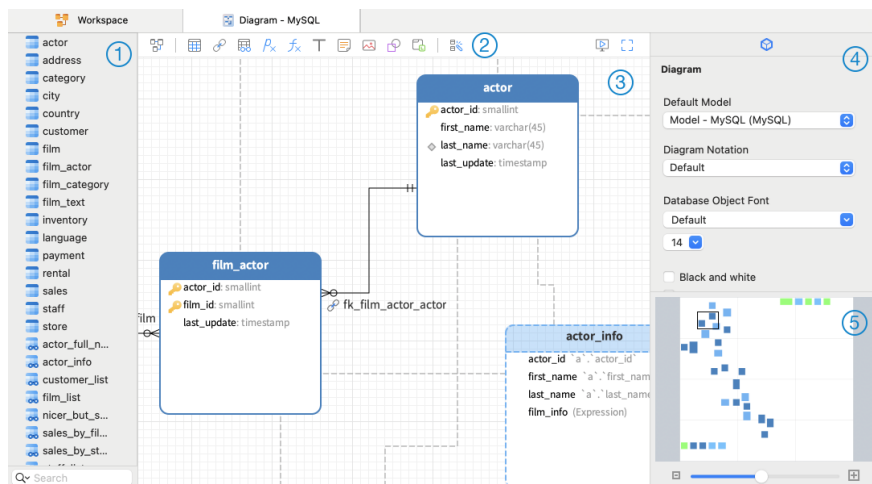 Workspace
Diagram - MySQL
actor
address
category
city
country
customer
film
film_actor
film_category
film_text
inventory
language
payment
rental
sales
staff
store
actor_full_n...
actor_info
customer_list
film_list
nicer_but_s...
sales_by_fil...
sales_by_st...
Search
1
2
3
actor
actor_id: smallint
first_name: varchar(45)
last_name: varchar(45)
last_update: timestamp
film_actor
actor_id: smallint
film_id: smallint
last_update: timestamp
film
fk_film_actor_actor
actor_info
actor_id `a`.`actor_id`
first_name `a`.`first_nam
last_name `a`.`last_name
film_info (Expression)
4
Diagram
Default Model
Model - MySQL (MySQL)
Diagram Notation
Default
Database Object Font
Default
14
Black and white
5